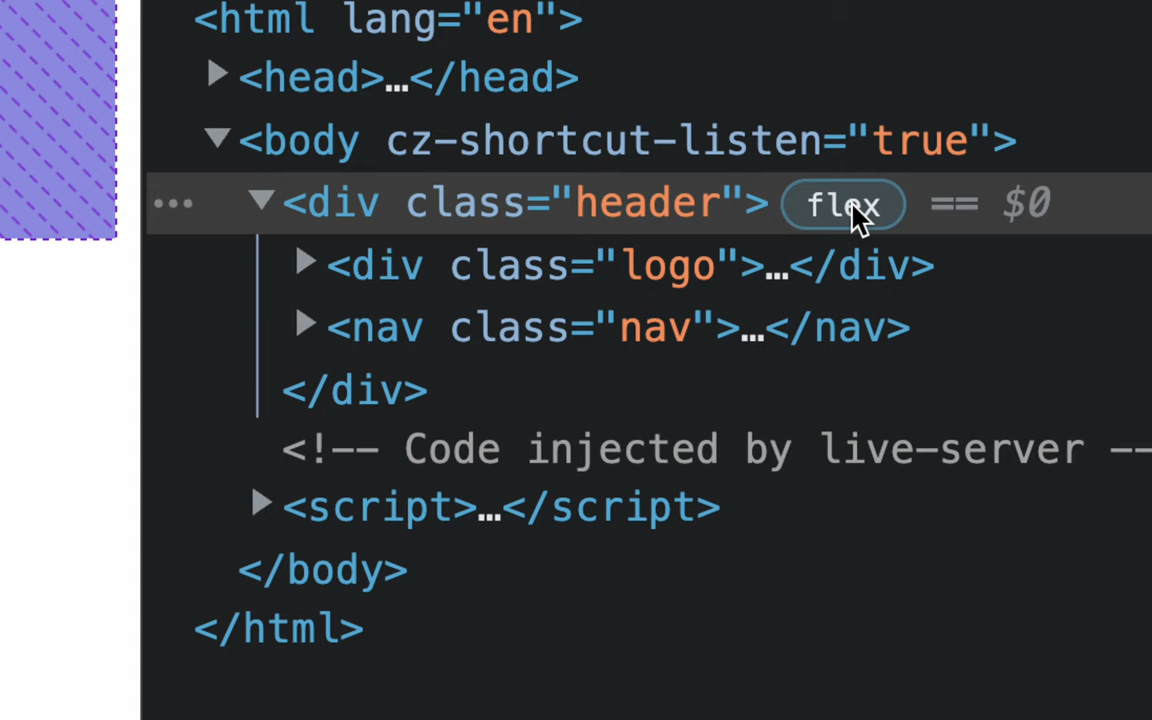 <html lang="en">
<head>…</head>
<body cz-shortcut-listen="true">
… <div class="header"> flex == $0
<div class="logo">…</div>
<nav class="nav">…</nav>
</div>
<!-- Code injected by live-server --
<script>…</script>
</body>
</html>